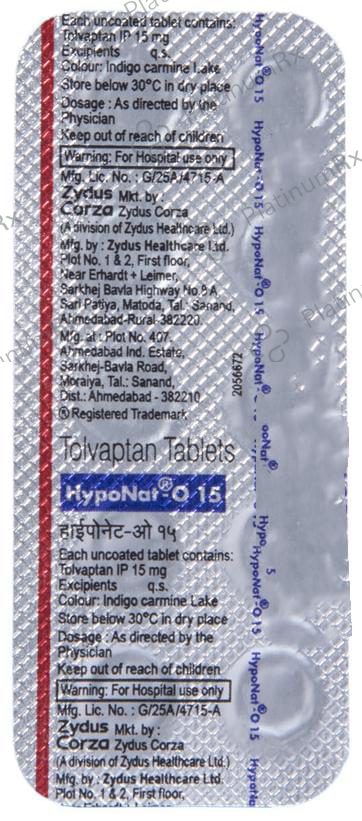 Each uncoated tablet contains:
Tolvaptan IP 15 mg
Excipients q.s.
Colour: Indigo carmine Lake
Store below 30°C in dry place
Dosage : As directed by the
Physician
Keep out of reach of children
Warning: For Hospital use only
Mfg. Lic. No. : G/25A/4715-A
Zydus Mkt. by :
Corza Zydus Corza
(A division of Zydus Healthcare Ltd.)
Mfg. by : Zydus Healthcare Ltd.
Plot No. 1 & 2, First floor,
Near Erhardt + Leimer,
Sarkhej Bavla Highway No.8 A
Sari Patiya, Matoda, Tal.: Sanand,
Ahmedabad-Rural-382220.
Mfg. at : Plot No. 407.
Ahmedabad Ind. Estate,
Sarkhej-Bavla Road,
Moraiya, Tal.: Sanand,
Dist.: Ahmedabad - 382210
® Registered Trademark
Tolvaptan Tablets
HypoNat®-O 15
हाईपोनेट-ओ १५
Each uncoated tablet contains:
Tolvaptan IP 15 mg
Excipients q.s.
Colour: Indigo carmine Lake
Store below 30°C in dry place
Dosage : As directed by the
Physician
Keep out of reach of children
Warning: For Hospital use only
Mfg. Lic. No. : G/25A/4715-A
Zydus Mkt. by :
Corza Zydus Corza
(A division of Zydus Healthcare Ltd.)
Mfg. by : Zydus Healthcare Ltd.
Plot No. 1 & 2, First floor,
2056672
HypoNat®-O 15
HypoNat®-O 15
HypoNat®-O 15
HypoNat®
HypoNat®-O 15
HypoNat®-O 15
PlatinumRx